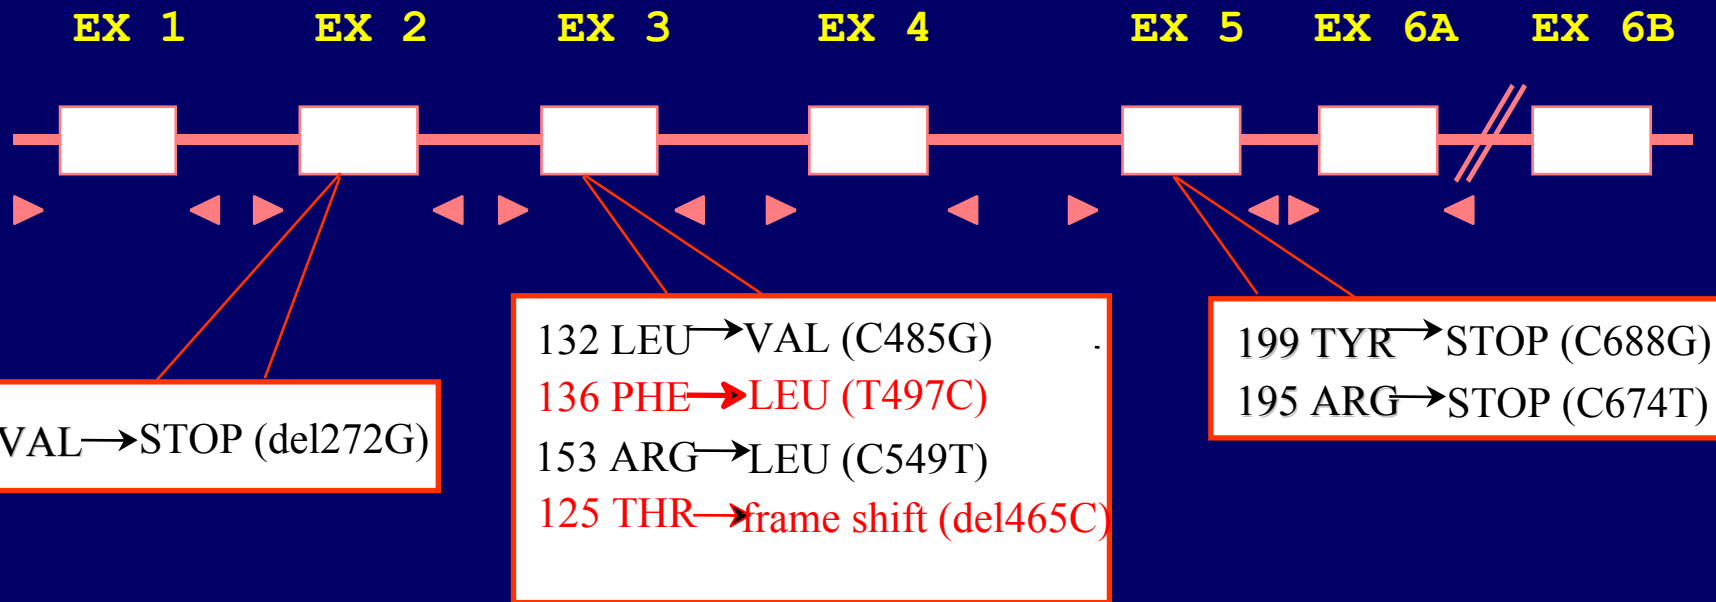 EX 1 EX 2 EX 3 EX 4 EX 5 EX 6A EX 6B
132 LEU→VAL (C485G) -
136 PHE→LEU (T497C)
153 ARG→LEU (C549T)
125 THR→frame shift (del465C)
199 TYR→STOP (C688G)
195 ARG→STOP (C674T)
VAL→STOP (del272G)